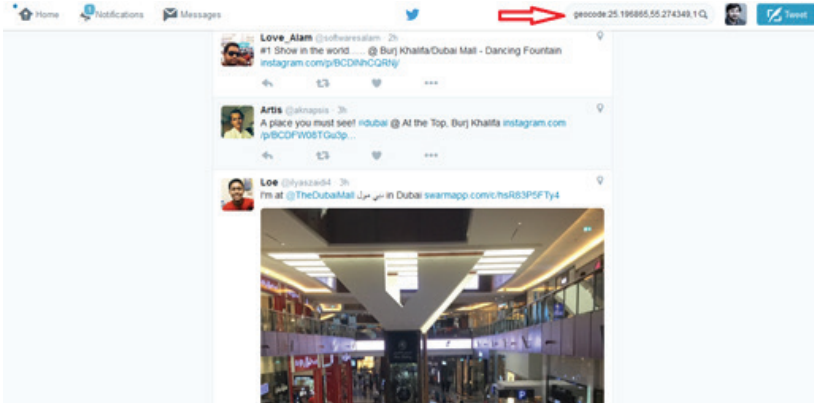 Home
Notifications
Messages
geocode:25.196865,55.274349,1
Tweet
Love_Alam @softwaresalam · 2h
#1 Show in the world...... @ Burj Khalifa/Dubai Mall - Dancing Fountain
instagram.com/p/BCDlNhCQRNj/
Artis @aknapsis · 3h
A place you must see! #dubai @ At the Top, Burj Khalifa instagram.com
/p/BCDFW08TGu3p...
Loe @ilyaszaidi4 · 3h
I'm at @TheDubaiMall دبي مول in Dubai swarmapp.com/c/hsR83P5FTy4
P